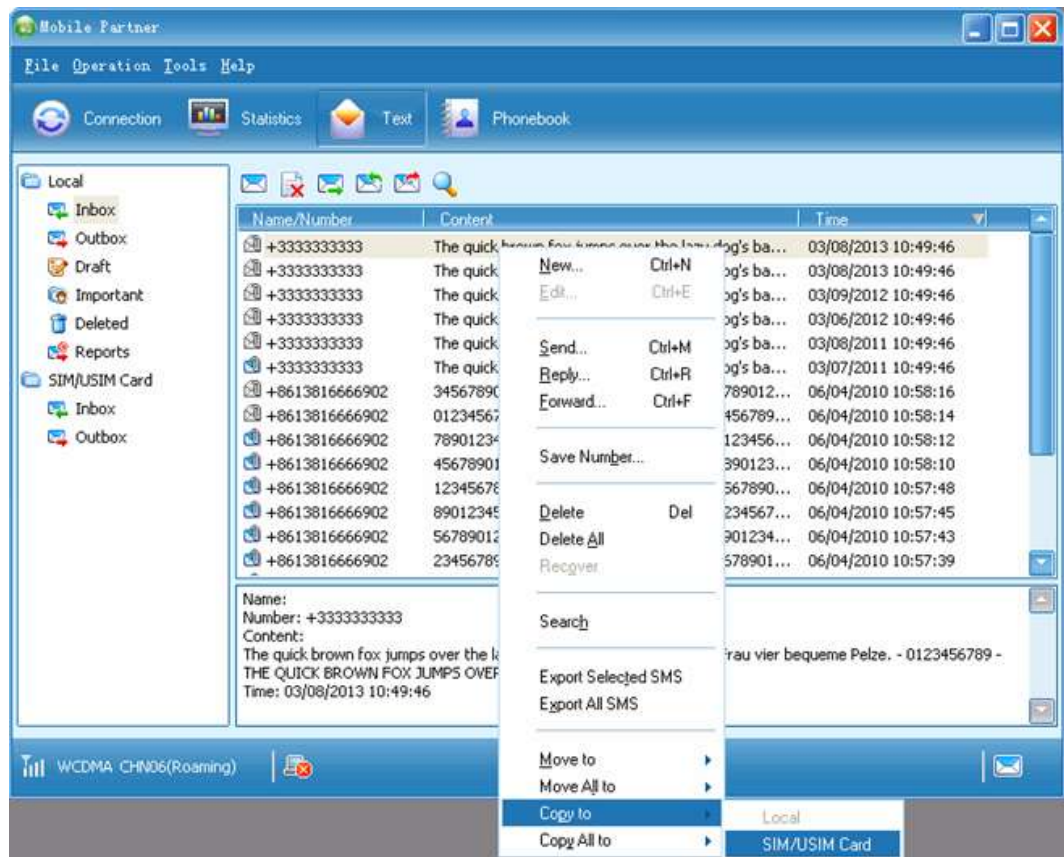 Mobile Partner
File Operation Tools Help
Connection Statistics Text Phonebook
Local
Inbox
Outbox
Draft
Important
Deleted
Reports
SIM/USIM Card
Inbox
Outbox
Name/Number Content Time
+3333333333 The quick brown fox jumps over the lazy dog's ba... 03/08/2013 10:49:46
+3333333333 The quick og's ba... 03/08/2013 10:49:46
+3333333333 The quick og's ba... 03/09/2012 10:49:46
+3333333333 The quick og's ba... 03/06/2012 10:49:46
+3333333333 The quick og's ba... 03/08/2011 10:49:46
+3333333333 The quick og's ba... 03/07/2011 10:49:46
+8613816666902 34567890 789012... 06/04/2010 10:58:16
+8613816666902 01234567 456789... 06/04/2010 10:58:14
+8613816666902 78901234 123456... 06/04/2010 10:58:12
+8613816666902 45678901 890123... 06/04/2010 10:58:10
+8613816666902 12345678 567890... 06/04/2010 10:57:48
+8613816666902 89012345 234567... 06/04/2010 10:57:45
+8613816666902 56789012 901234... 06/04/2010 10:57:43
+8613816666902 23456789 678901... 06/04/2010 10:57:39
New... Ctrl+N
Edit... Ctrl+E
Send... Ctrl+M
Reply... Ctrl+R
Forward... Ctrl+F
Save Number...
Delete Del
Delete All
Recover
Search
Export Selected SMS
Export All SMS
Move to
Move All to
Copy to
Copy All to
Local
SIM/USIM Card
Name:
Number: +3333333333
Content:
The quick brown fox jumps over the Frau vier bequeme Pelze. - 0123456789 -
THE QUICK BROWN FOX JUMPS
Time: 03/08/2013 10:49:46
WCDMA CHN06(Roaming)